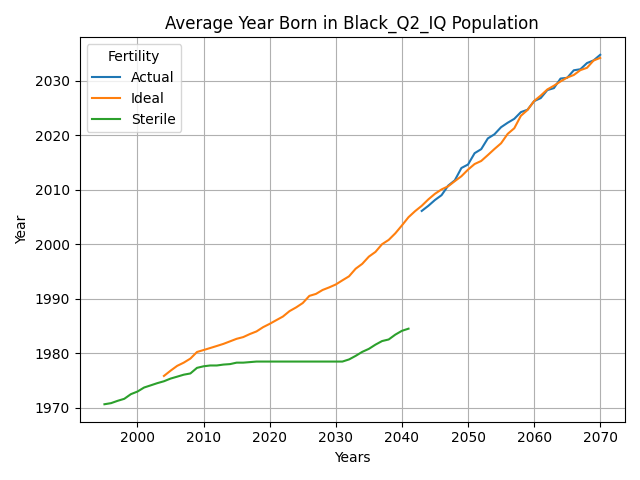 Average Year Born in Black_Q2_IQ Population
Fertility
Actual
Ideal
Sterile
Year
2030
2020
2010
2000
1990
1980
1970
2000 2010 2020 2030 2040 2050 2060 2070
Years